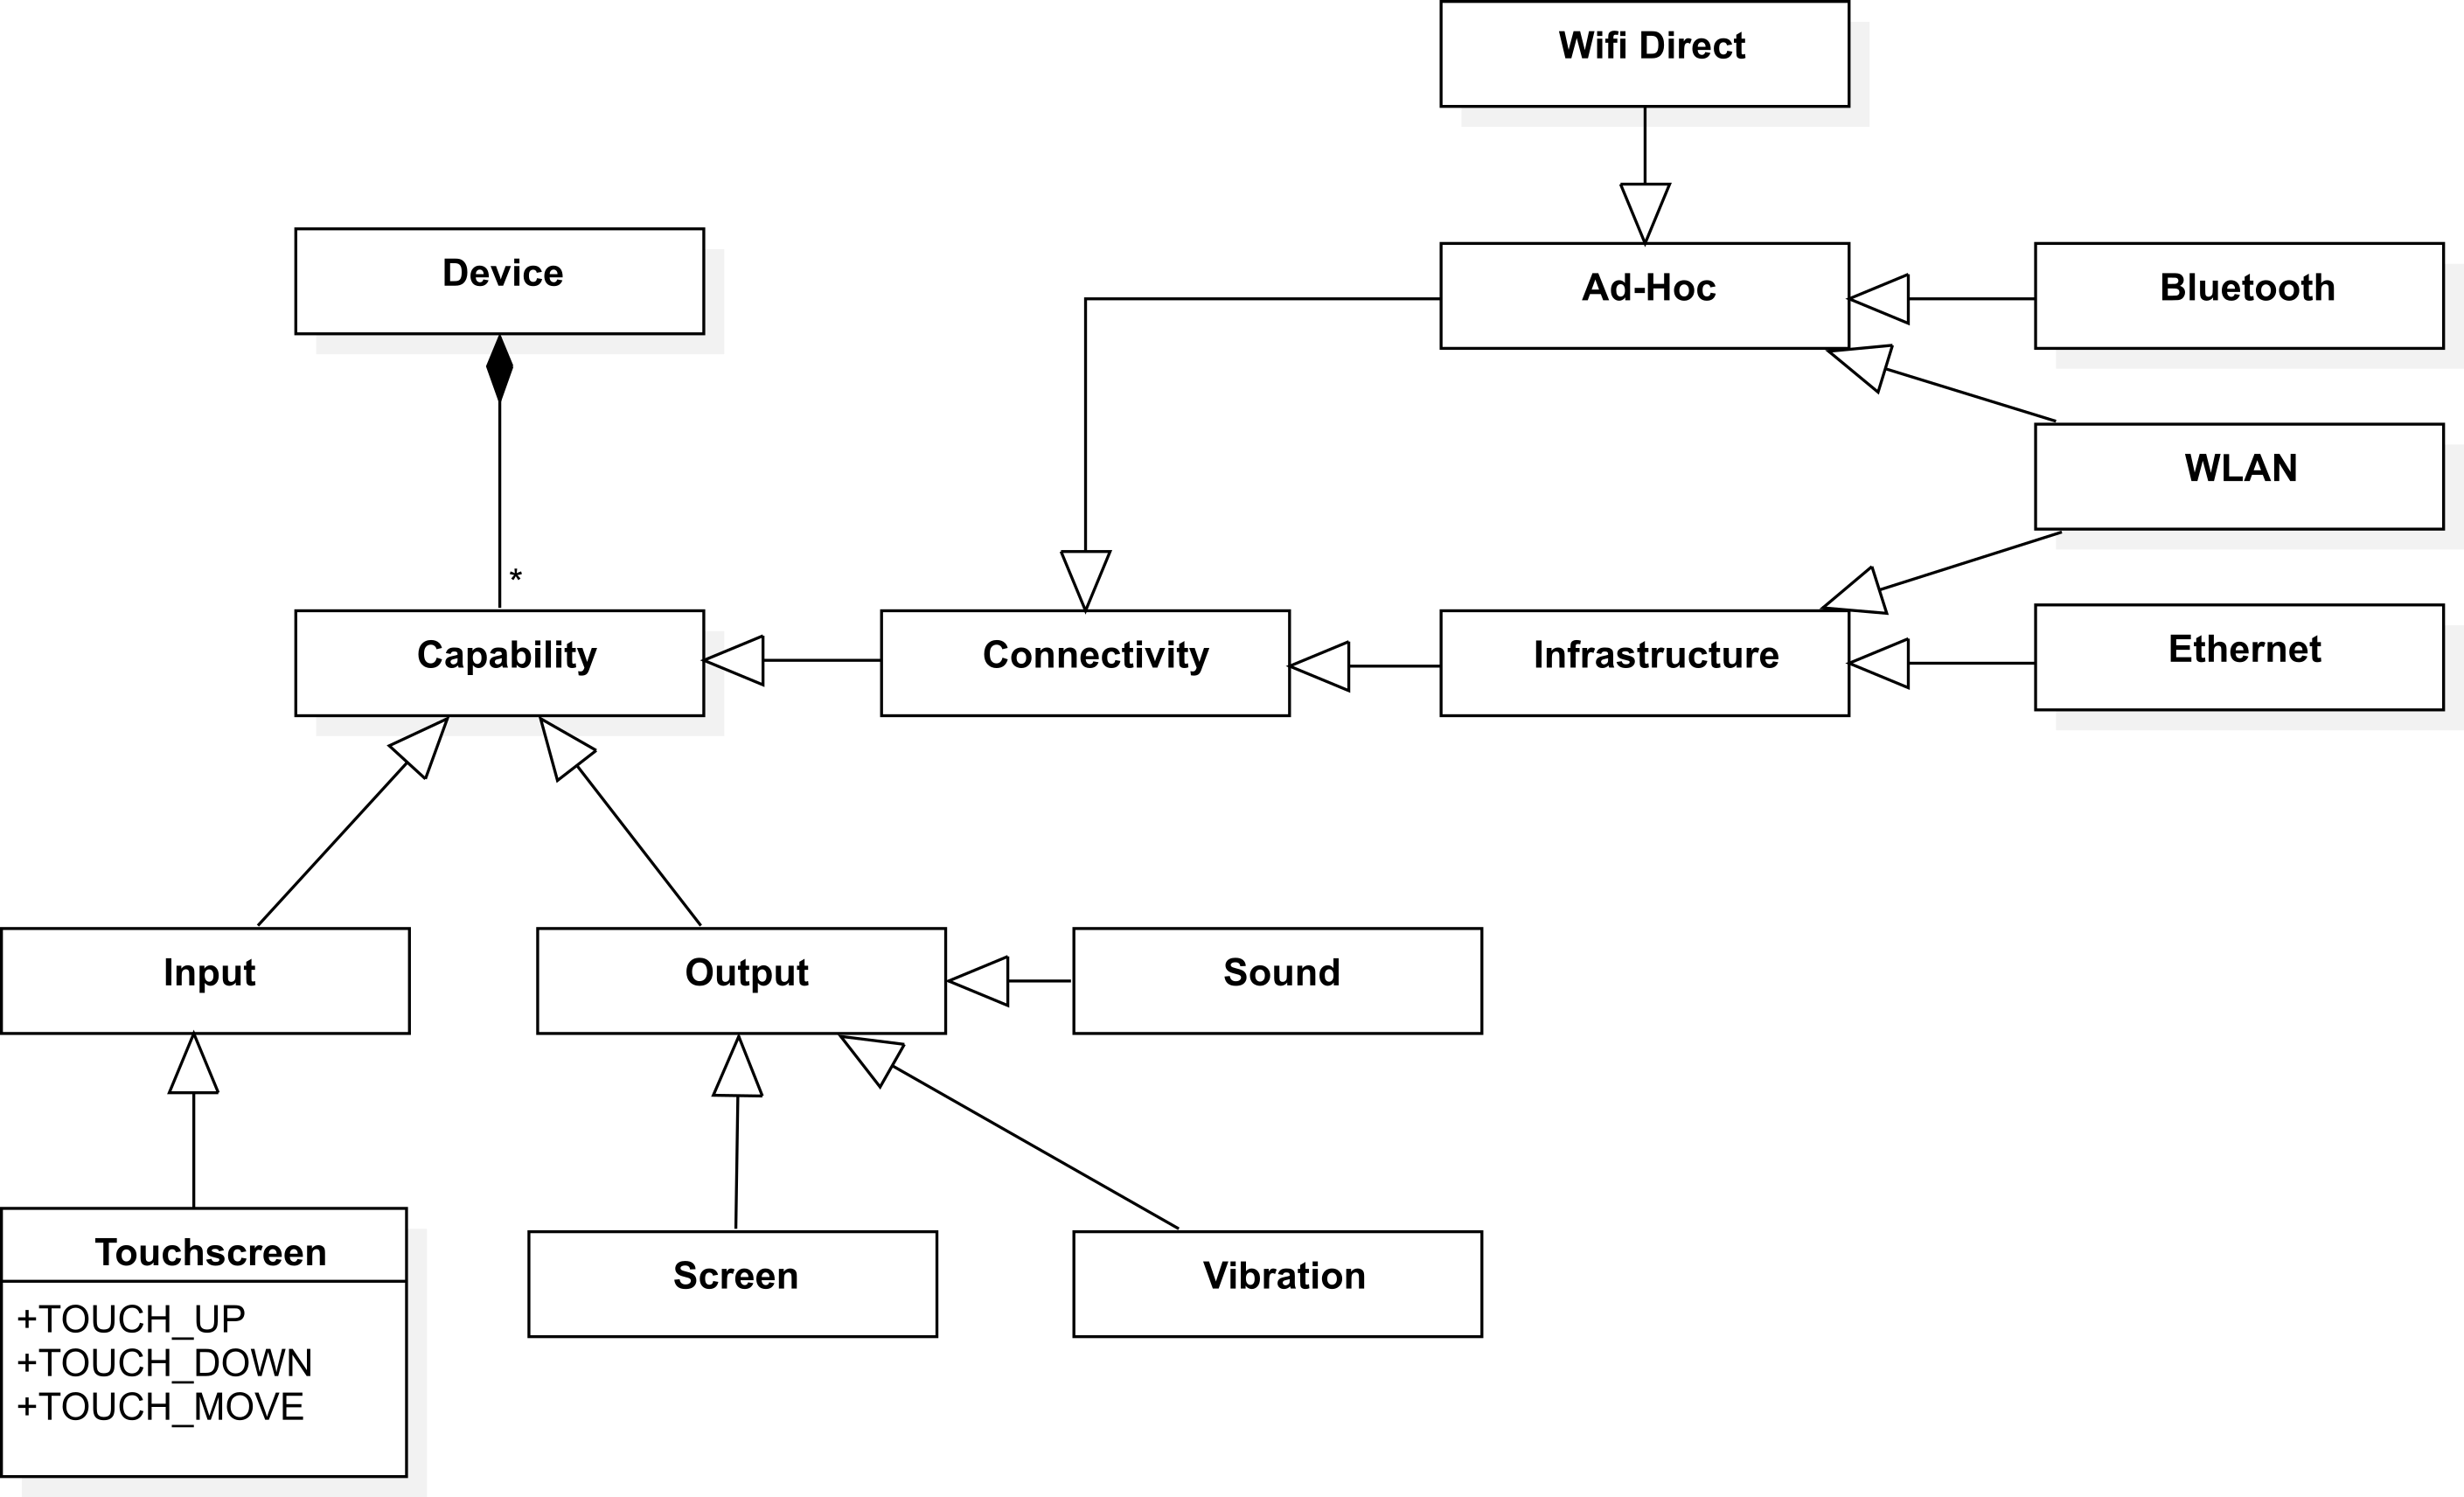 Wifi Direct
Device
Ad-Hoc
Bluetooth
WLAN
*
Capability
Connectivity
Infrastructure
Ethernet
Input
Output
Sound
Touchscreen
+TOUCH_UP
+TOUCH_DOWN
+TOUCH_MOVE
Screen
Vibration